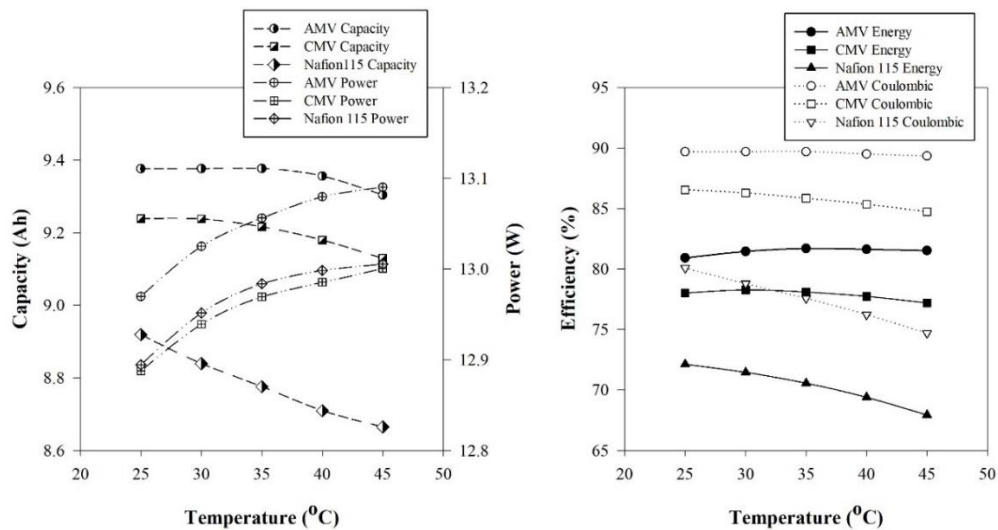 AMV Capacity
CMV Capacity
Nafion115 Capacity
AMV Power
CMV Power
Nafion 115 Power
9.6
9.4
9.2
9.0
8.8
8.6
Capacity (Ah)
13.2
13.1
13.0
12.9
12.8
Power (W)
20 25 30 35 40 45 50
Temperature (⁰C)
AMV Energy
CMV Energy
Nafion 115 Energy
AMV Coulombic
CMV Coulombic
Nafion 115 Coulombic
95
90
85
80
75
70
65
Efficiency (%)
20 25 30 35 40 45 50
Temperature (⁰C)